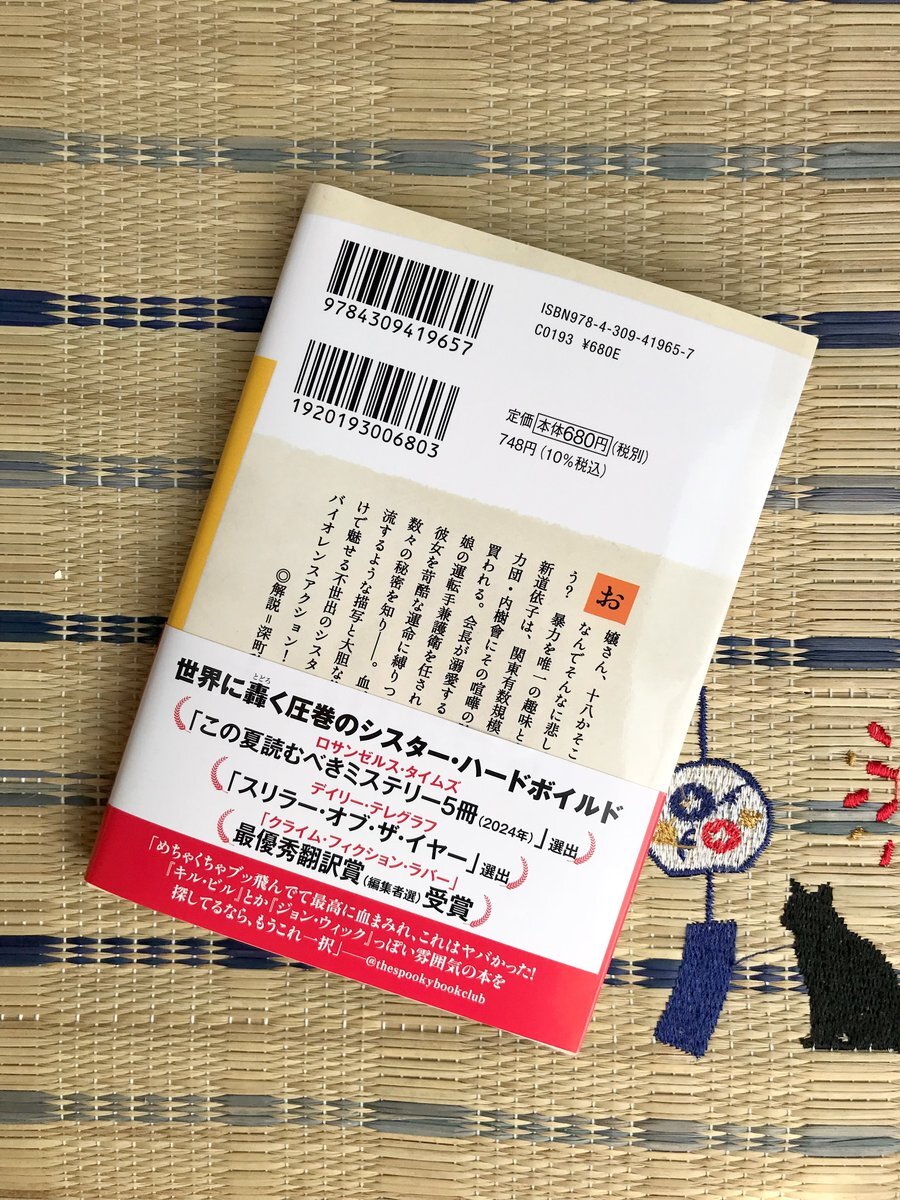 9784309419657
ISBN978-4-309-41965-7
C0193 ¥680E
1920193006803
定価 本体680円(税別)
748円(10%税込)
お嬢さん、十八かそこ
なんでそんなに悲し
う? 暴力を唯一の趣味と
新道依子は、関東有数規模
力団・内樹會にその喧嘩の
買われる。会長が溺愛する
娘の運転手兼護衛を任され
彼女を苛酷な運命に縛りつ
数々の秘密を知り――。血
流するような描写と大胆な
けで魅せる不世出のシスタ
バイオレンスアクション!
◎解説=深町
世界に轟く圧巻のシスター・ハードボイルド
とどろ
ロサンゼルス・タイムズ
「この夏読むべきミステリー5冊(2024年)」選出
デイリー・テレグラフ
「スリラー・オブ・ザ・イヤー」選出
「クライム・フィクション・ラバー」
最優秀翻訳賞(編集者選)受賞
「めちゃくちゃブッ飛んでて最高に血まみれ、これはヤバかった!
『キル・ビル』とか『ジョン・ウィック』っぽい雰囲気の本を
探してるなら、もうこれ一択」――@thespookybookclub